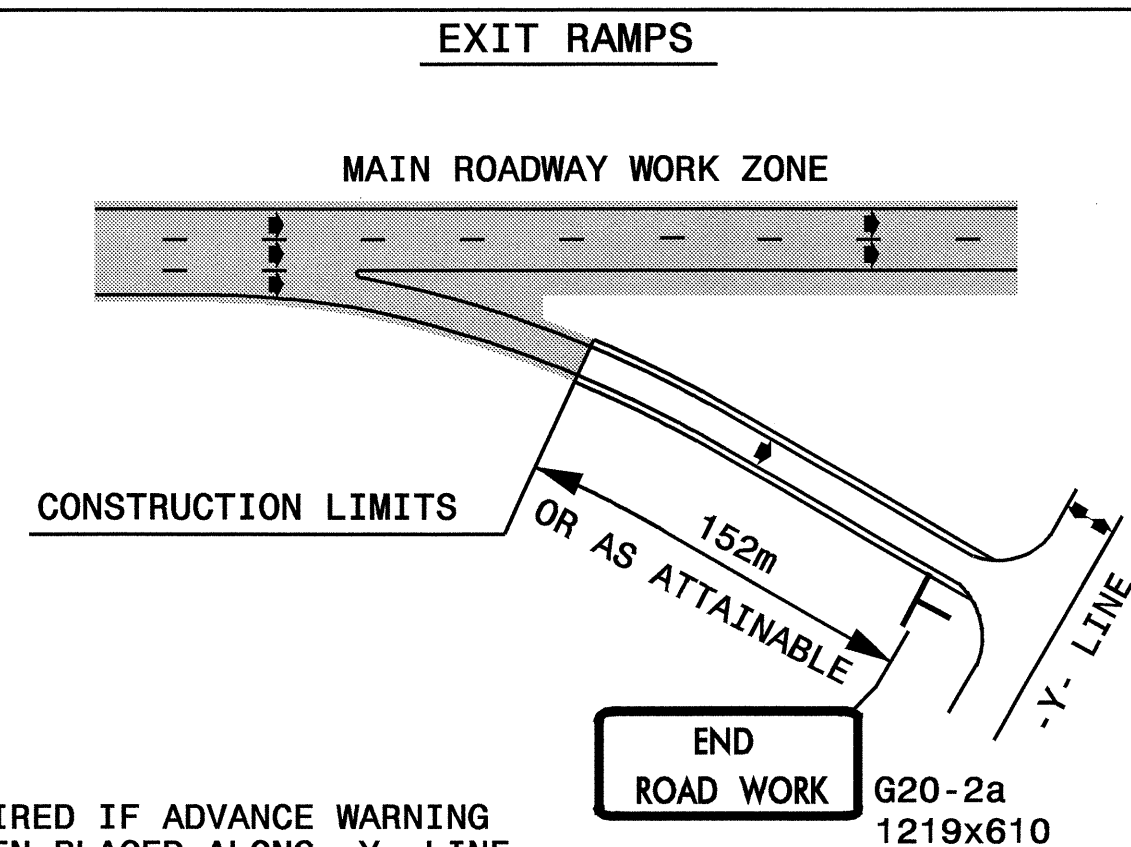 EXIT RAMPS
MAIN ROADWAY WORK ZONE
CONSTRUCTION LIMITS
152m
OR AS ATTAINABLE
-Y- LINE
END
ROAD WORK
G20-2a
1219x610
IF ADVANCE WARNING
PLACED ALONG -Y- LINE